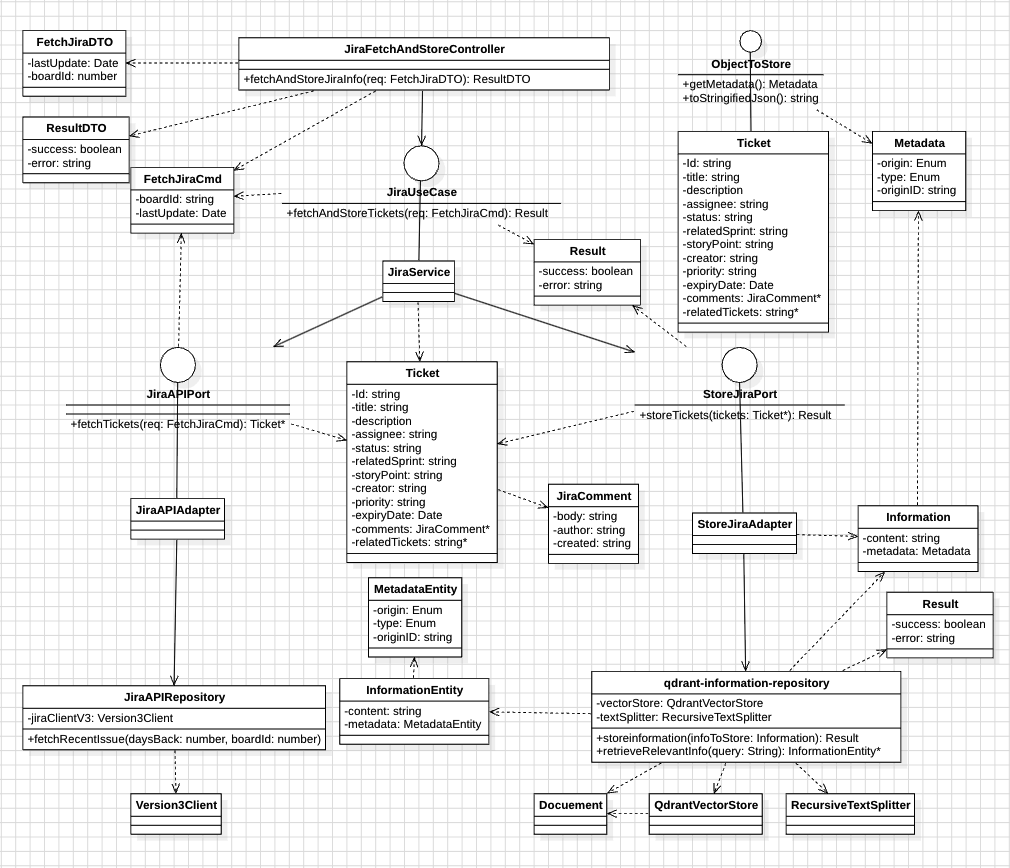 FetchJiraDTO
-lastUpdate: Date
-boardId: number
JiraFetchAndStoreController
+fetchAndStoreJiraInfo(req: FetchJiraDTO): ResultDTO
ObjectToStore
+getMetadata(): Metadata
+toStringifiedJson(): string
ResultDTO
-success: boolean
-error: string
FetchJiraCmd
-boardId: string
-lastUpdate: Date
JiraUseCase
+fetchAndStoreTickets(req: FetchJiraCmd): Result
Ticket
-Id: string
-title: string
-description
-assignee: string
-status: string
-relatedSprint: string
-storyPoint: string
-creator: string
-priority: string
-expiryDate: Date
-comments: JiraComment*
-relatedTickets: string*
Metadata
-origin: Enum
-type: Enum
-originID: string
Result
-success: boolean
-error: string
JiraService
JiraAPIPort
+fetchTickets(req: FetchJiraCmd): Ticket*
Ticket
-Id: string
-title: string
-description
-assignee: string
-status: string
-relatedSprint: string
-storyPoint: string
-creator: string
-priority: string
-expiryDate: Date
-comments: JiraComment*
-relatedTickets: string*
StoreJiraPort
+storeTickets(tickets: Ticket*): Result
JiraComment
-body: string
-author: string
-created: string
JiraAPIAdapter
StoreJiraAdapter
Information
-content: string
-metadata: Metadata
MetadataEntity
-origin: Enum
-type: Enum
-originID: string
Result
-success: boolean
-error: string
JiraAPIRepository
-jiraClientV3: Version3Client
+fetchRecentIssue(daysBack: number, boardId: number)
InformationEntity
-content: string
-metadata: MetadataEntity
qdrant-information-repository
-vectorStore: QdrantVectorStore
-textSplitter: RecursiveTextSplitter
+storeinformation(infoToStore: Information): Result
+retrieveRelevantInfo(query: String): InformationEntity*
Version3Client
Docuement
QdrantVectorStore
RecursiveTextSplitter